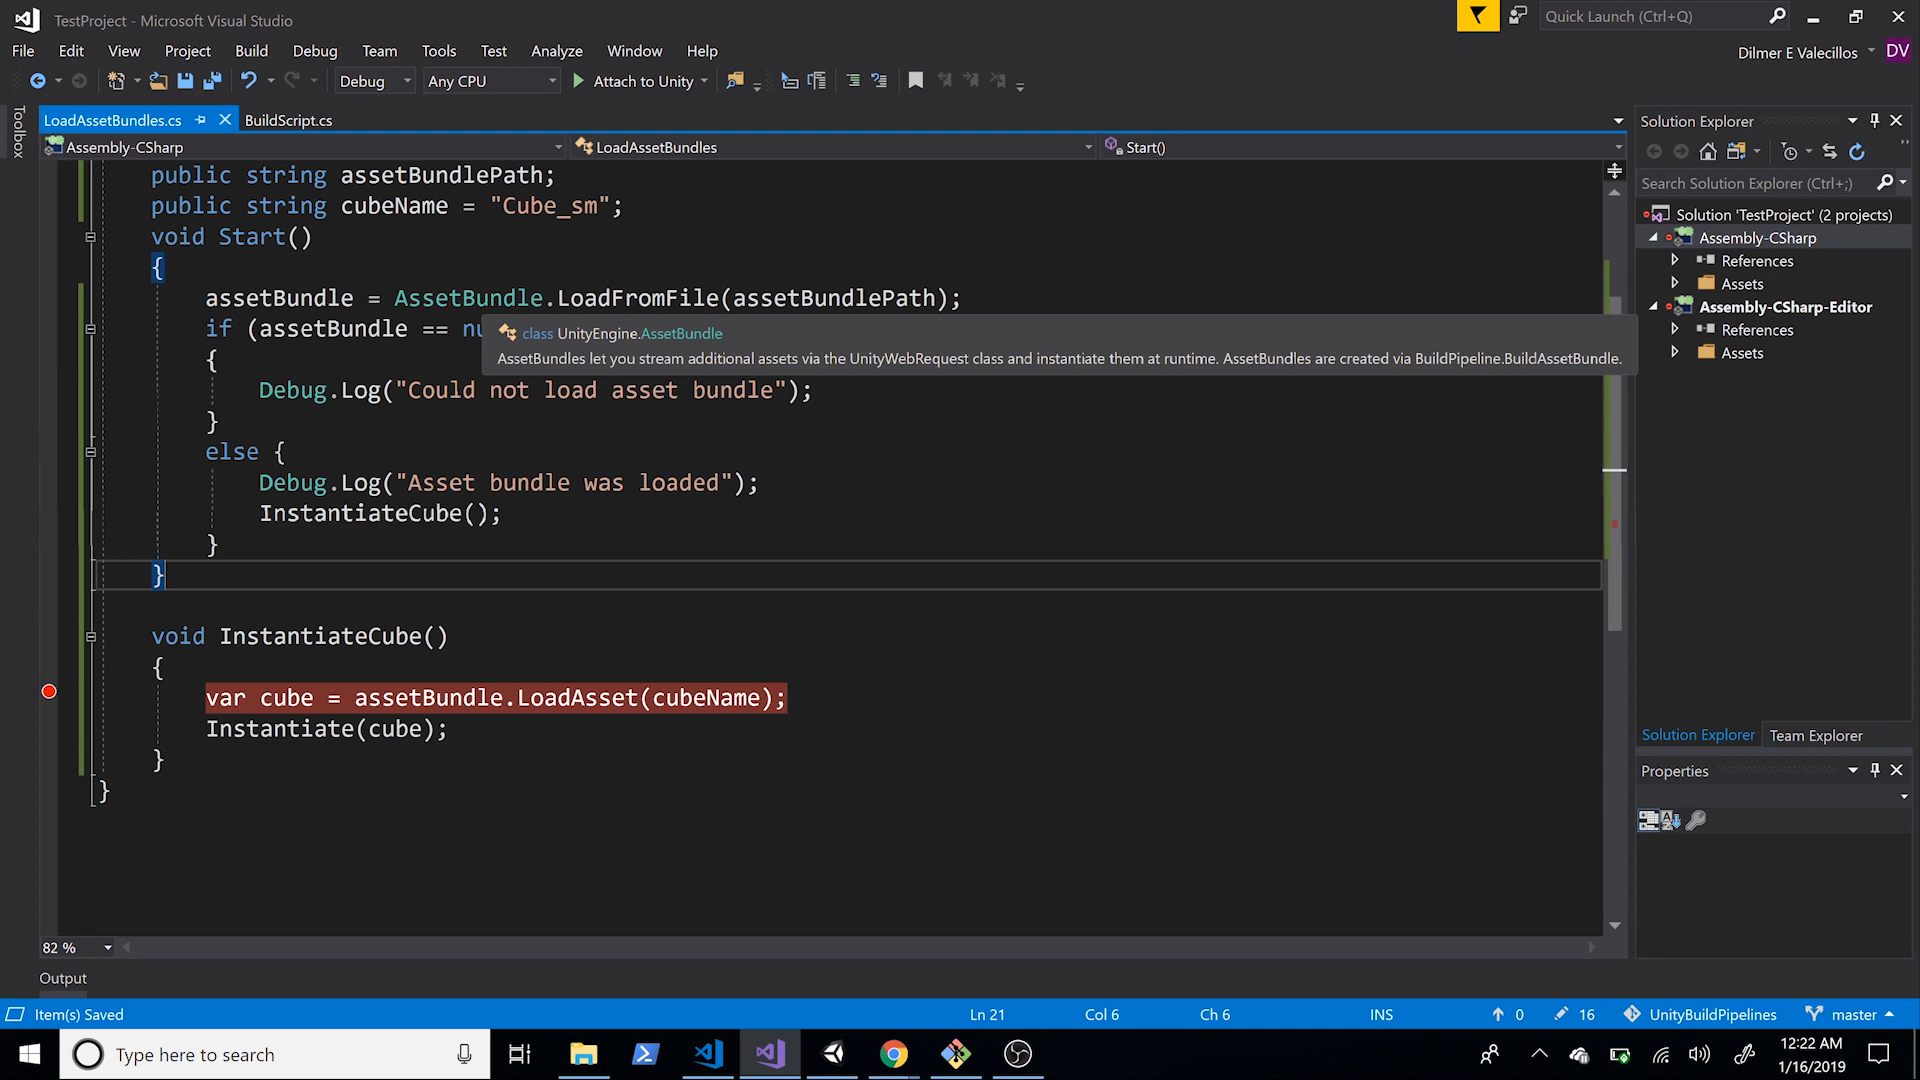 TestProject - Microsoft Visual Studio
Quick Launch (Ctrl+Q)
File Edit View Project Build Debug Team Tools Test Analyze Window Help
Dilmer E Valecillos DV
Debug Any CPU Attach to Unity
Toolbox
LoadAssetBundles.cs BuildScript.cs
Assembly-CSharp LoadAssetBundles Start()
public string assetBundlePath;
public string cubeName = "Cube_sm";
void Start()
{
assetBundle = AssetBundle.LoadFromFile(assetBundlePath);
if (assetBundle == nu
class UnityEngine.AssetBundle
AssetBundles let you stream additional assets via the UnityWebRequest class and instantiate them at runtime. AssetBundles are created via BuildPipeline.BuildAssetBundle.
{
Debug.Log("Could not load asset bundle");
}
else {
Debug.Log("Asset bundle was loaded");
InstantiateCube();
}
}
void InstantiateCube()
{
var cube = assetBundle.LoadAsset(cubeName);
Instantiate(cube);
}
}
82 %
Output
Solution Explorer
Search Solution Explorer (Ctrl+;)
Solution 'TestProject' (2 projects)
Assembly-CSharp
References
Assets
Assembly-CSharp-Editor
References
Assets
Solution Explorer Team Explorer
Properties
Item(s) Saved Ln 21 Col 6 Ch 6 INS 0 16 UnityBuildPipelines master
Type here to search
12:22 AM
1/16/2019